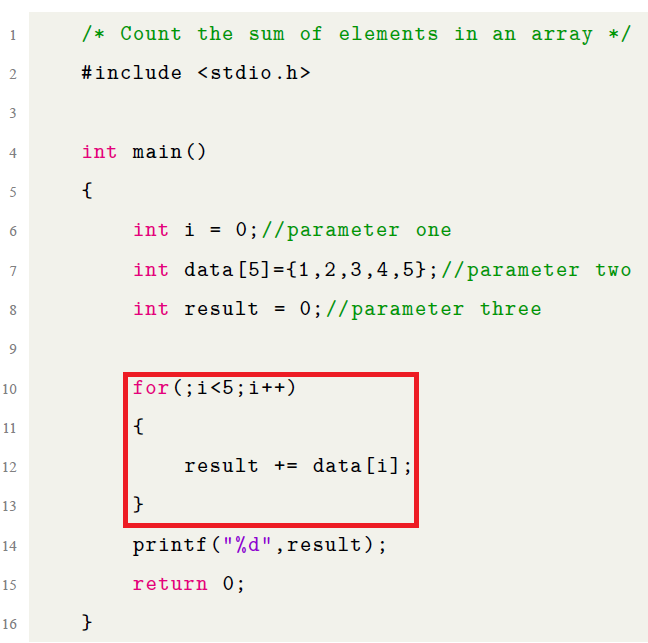 1 /* Count the sum of elements in an array */
2 #include <stdio.h>
3
4 int main()
5 {
6 int i = 0;//parameter one
7 int data[5]={1,2,3,4,5};//parameter two
8 int result = 0;//parameter three
9
10 for(;i<5;i++)
11 {
12 result += data[i];
13 }
14 printf("%d",result);
15 return 0;
16 }